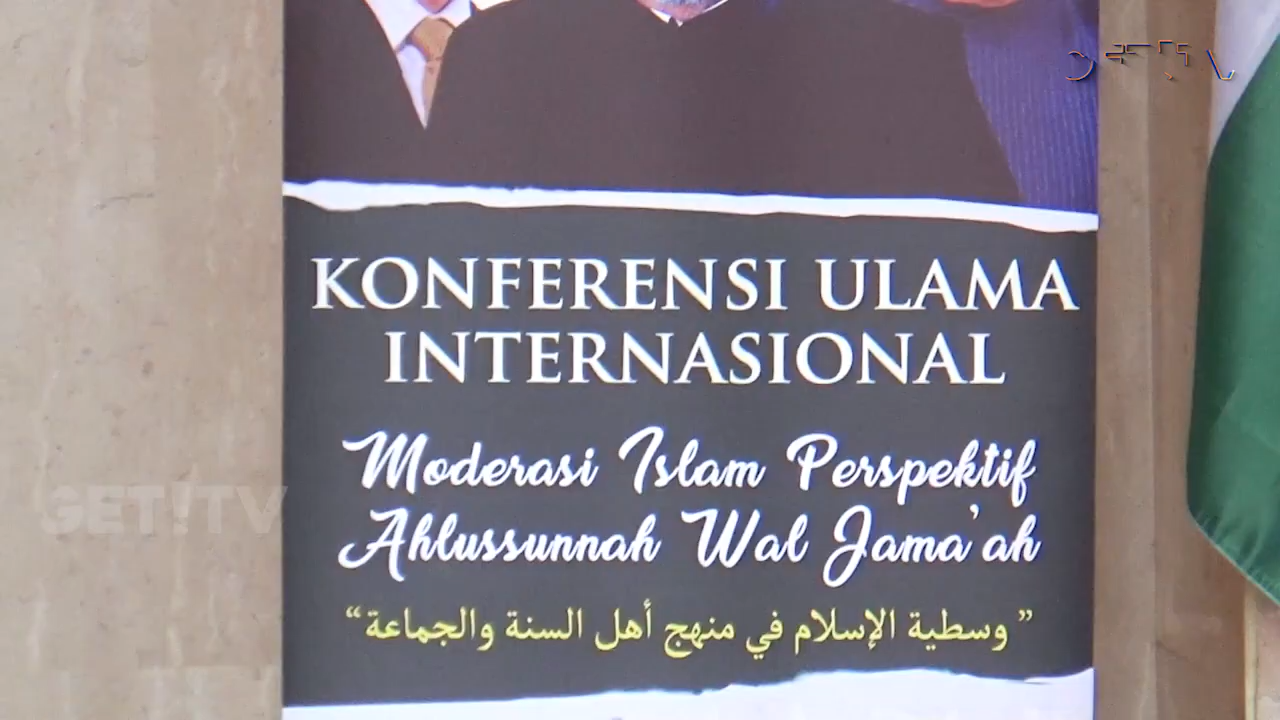 KONFERENSI ULAMA
INTERNASIONAL
Moderasi Islam Perspektif
Ahlussunnah Wal Jama'ah
” وسطية الإسلام في منهج أهل السنة والجماعة “
GET!TV